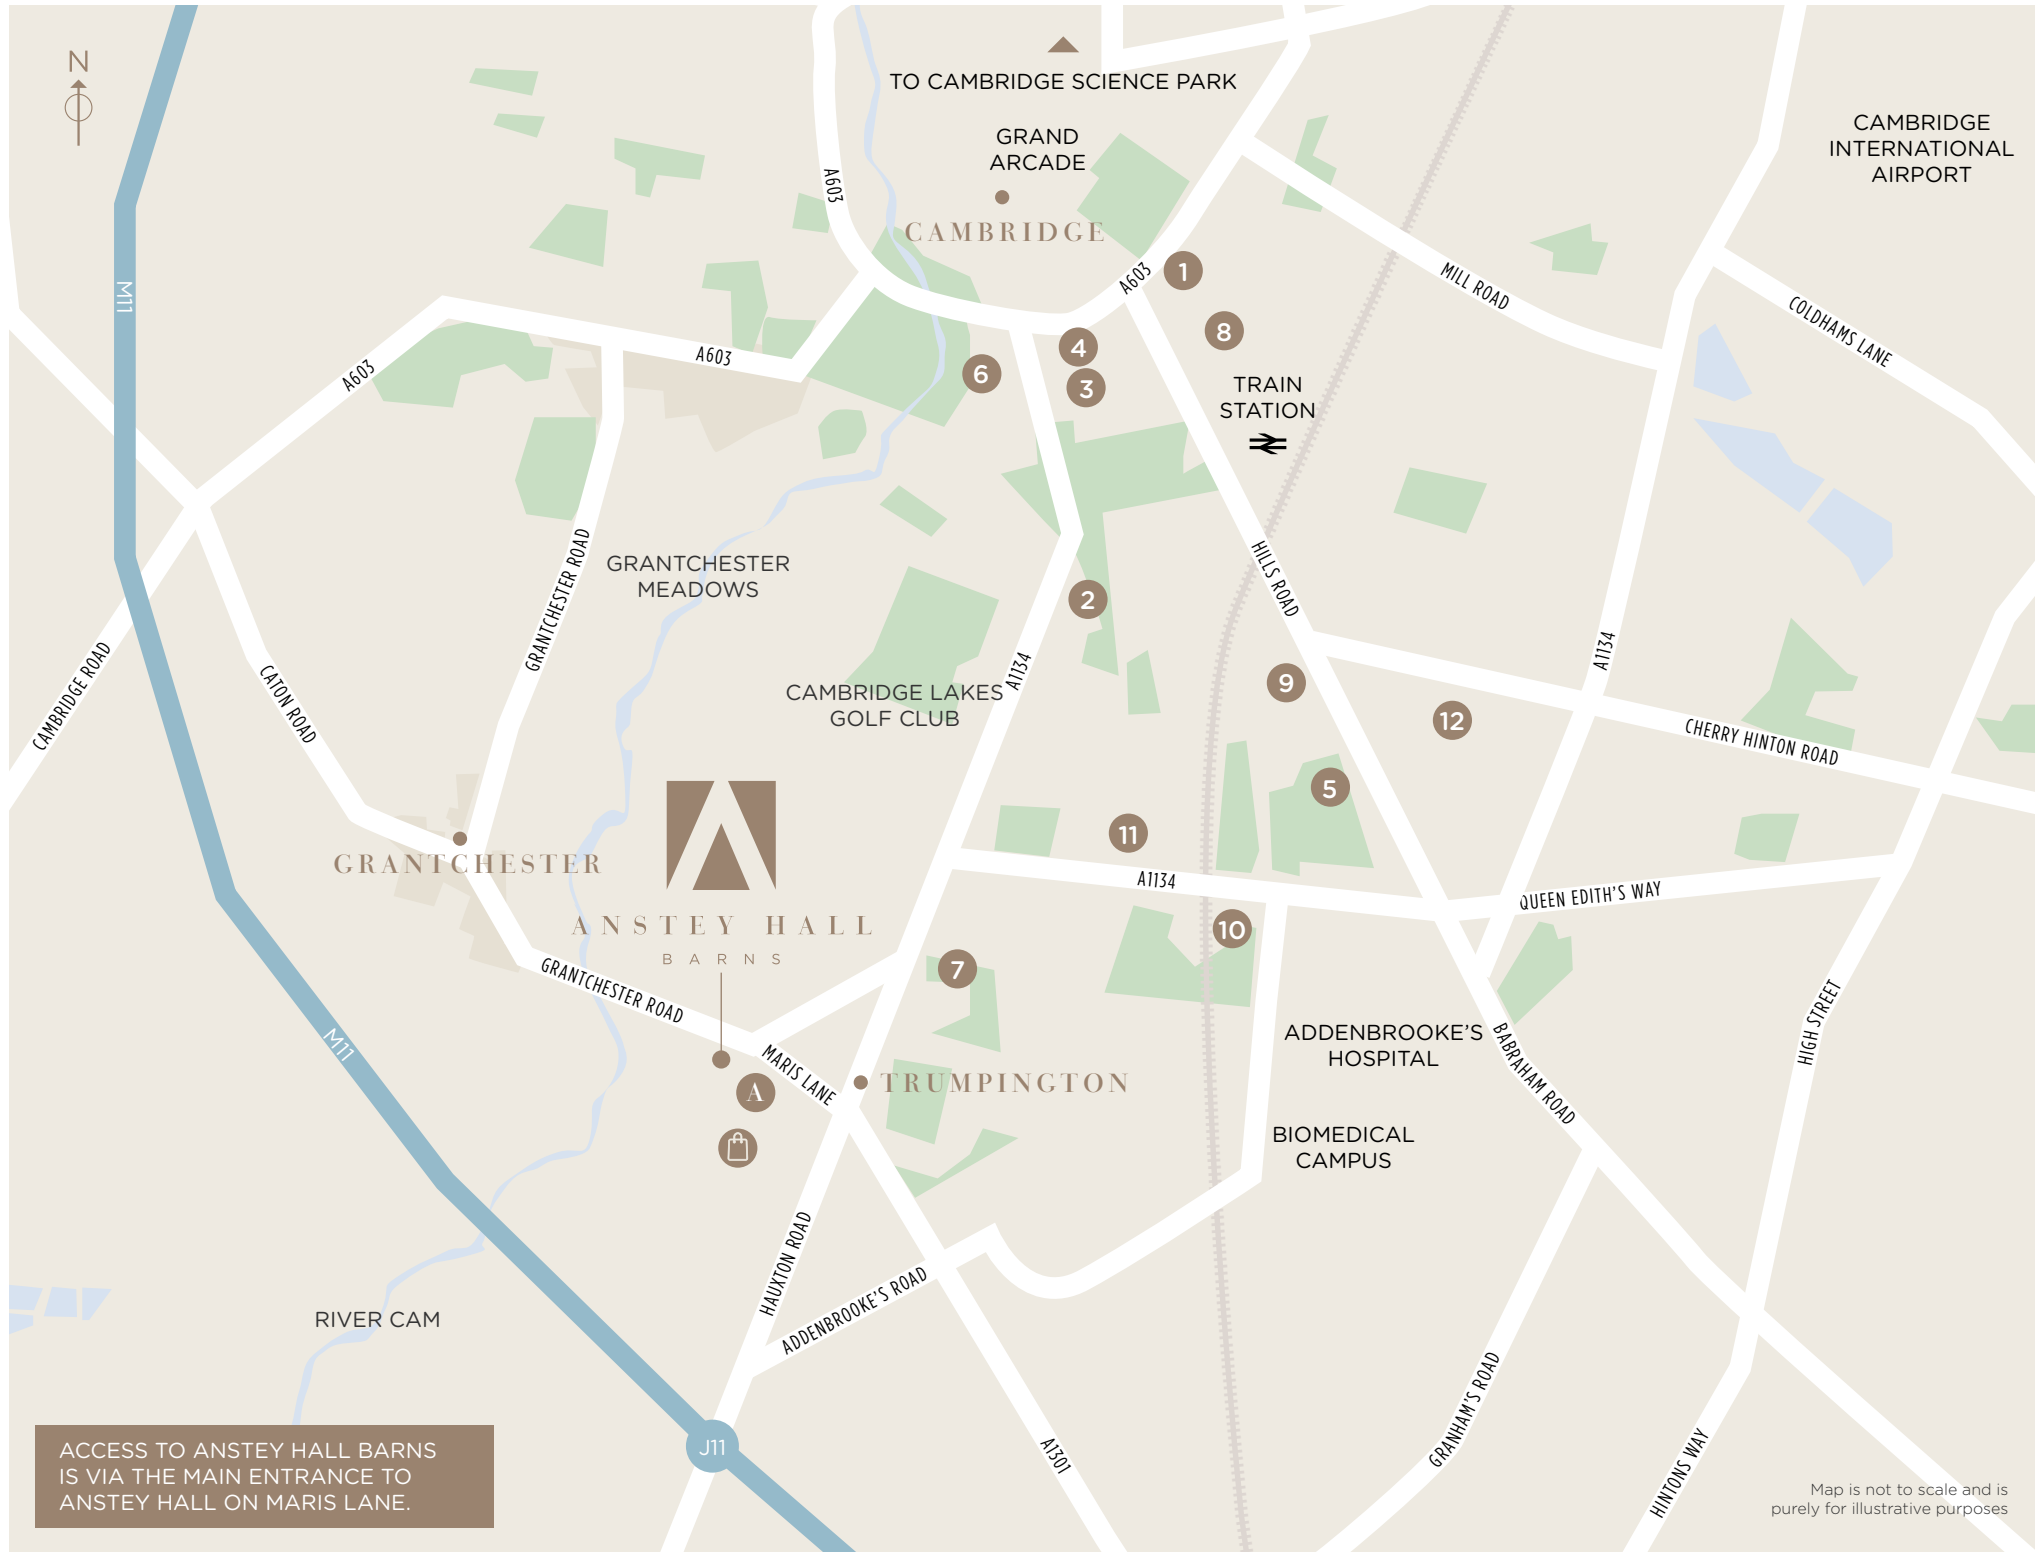 N
TO CAMBRIDGE SCIENCE PARK
GRAND
ARCADE
CAMBRIDGE
INTERNATIONAL
AIRPORT
A603
CAMBRIDGE
M11
A603
1
MILL ROAD
COLDHAMS LANE
8
4
A603
A603
6
3
TRAIN
STATION
GRANTCHESTER ROAD
GRANTCHESTER
MEADOWS
HILLS ROAD
2
CAMBRIDGE ROAD
CATON ROAD
A1134
A1134
CAMBRIDGE LAKES
GOLF CLUB
9
12
CHERRY HINTON ROAD
5
11
GRANTCHESTER
A1134
QUEEN EDITH'S WAY
ANSTEY HALL
BARNS
10
7
GRANTCHESTER ROAD
M11
HIGH STREET
ADDENBROOKE'S
HOSPITAL
BABRAHAM ROAD
MARIS LANE
TRUMPINGTON
A
BIOMEDICAL
CAMPUS
HAUXTON ROAD
ADDENBROOKE'S ROAD
RIVER CAM
GRANHAM'S ROAD
J11
A1301
HINTONS WAY
ACCESS TO ANSTEY HALL BARNS
IS VIA THE MAIN ENTRANCE TO
ANSTEY HALL ON MARIS LANE.
Map is not to scale and is
purely for illustrative purposes